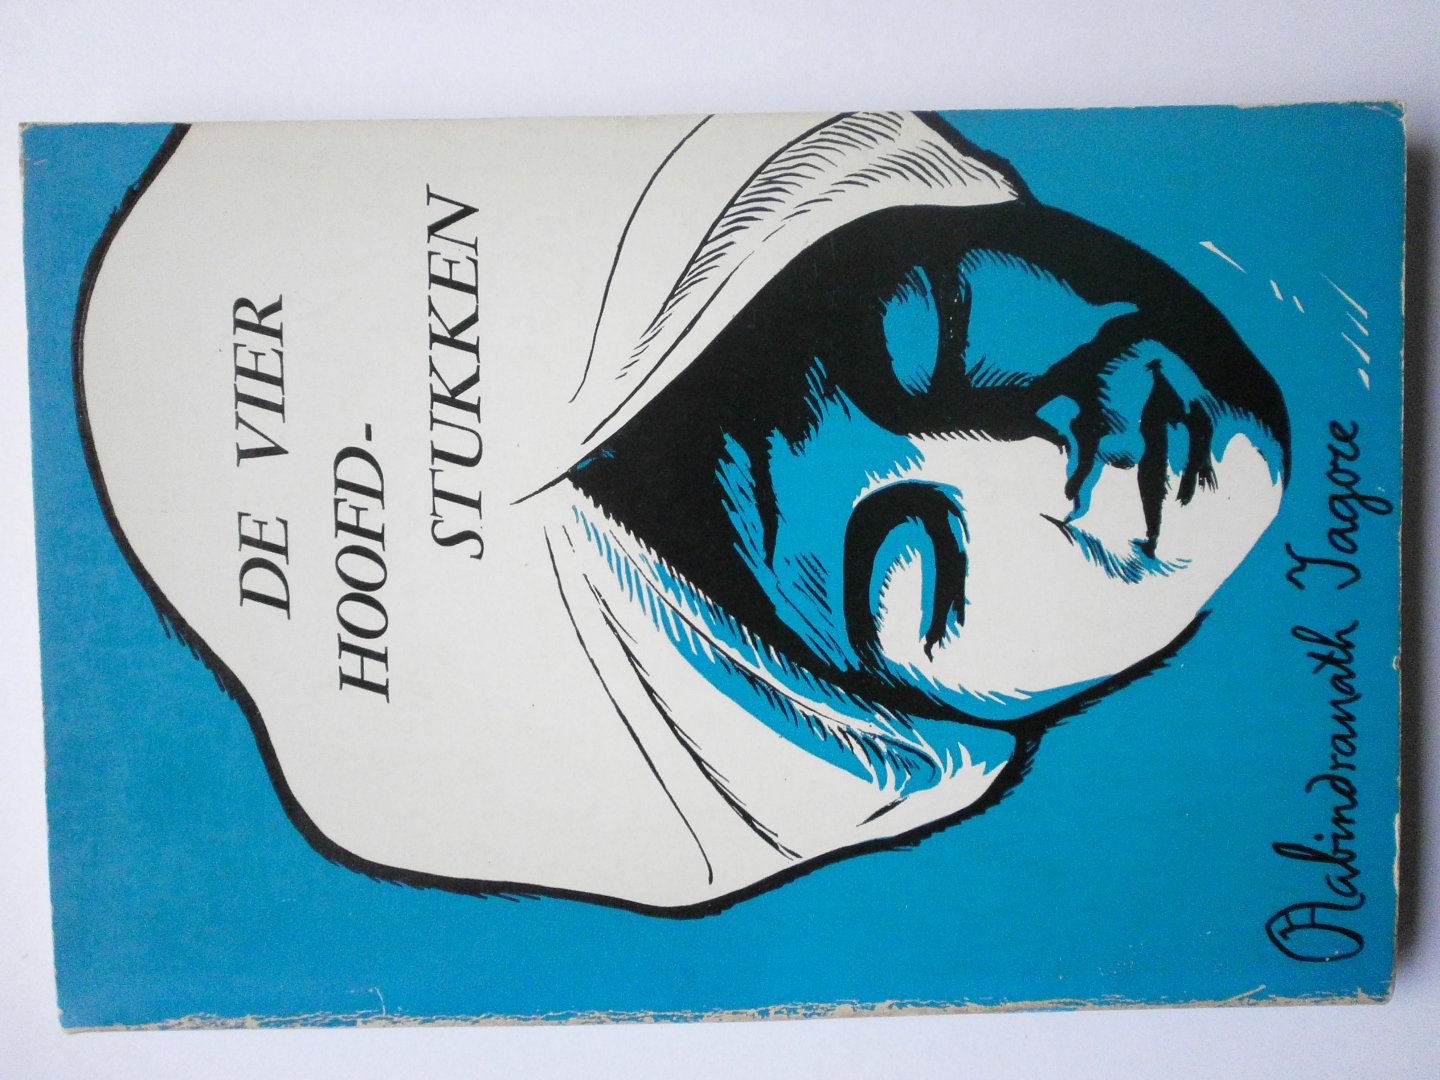 DE VIER
HOOFD-
STUKKEN
Rabindranath Tagore